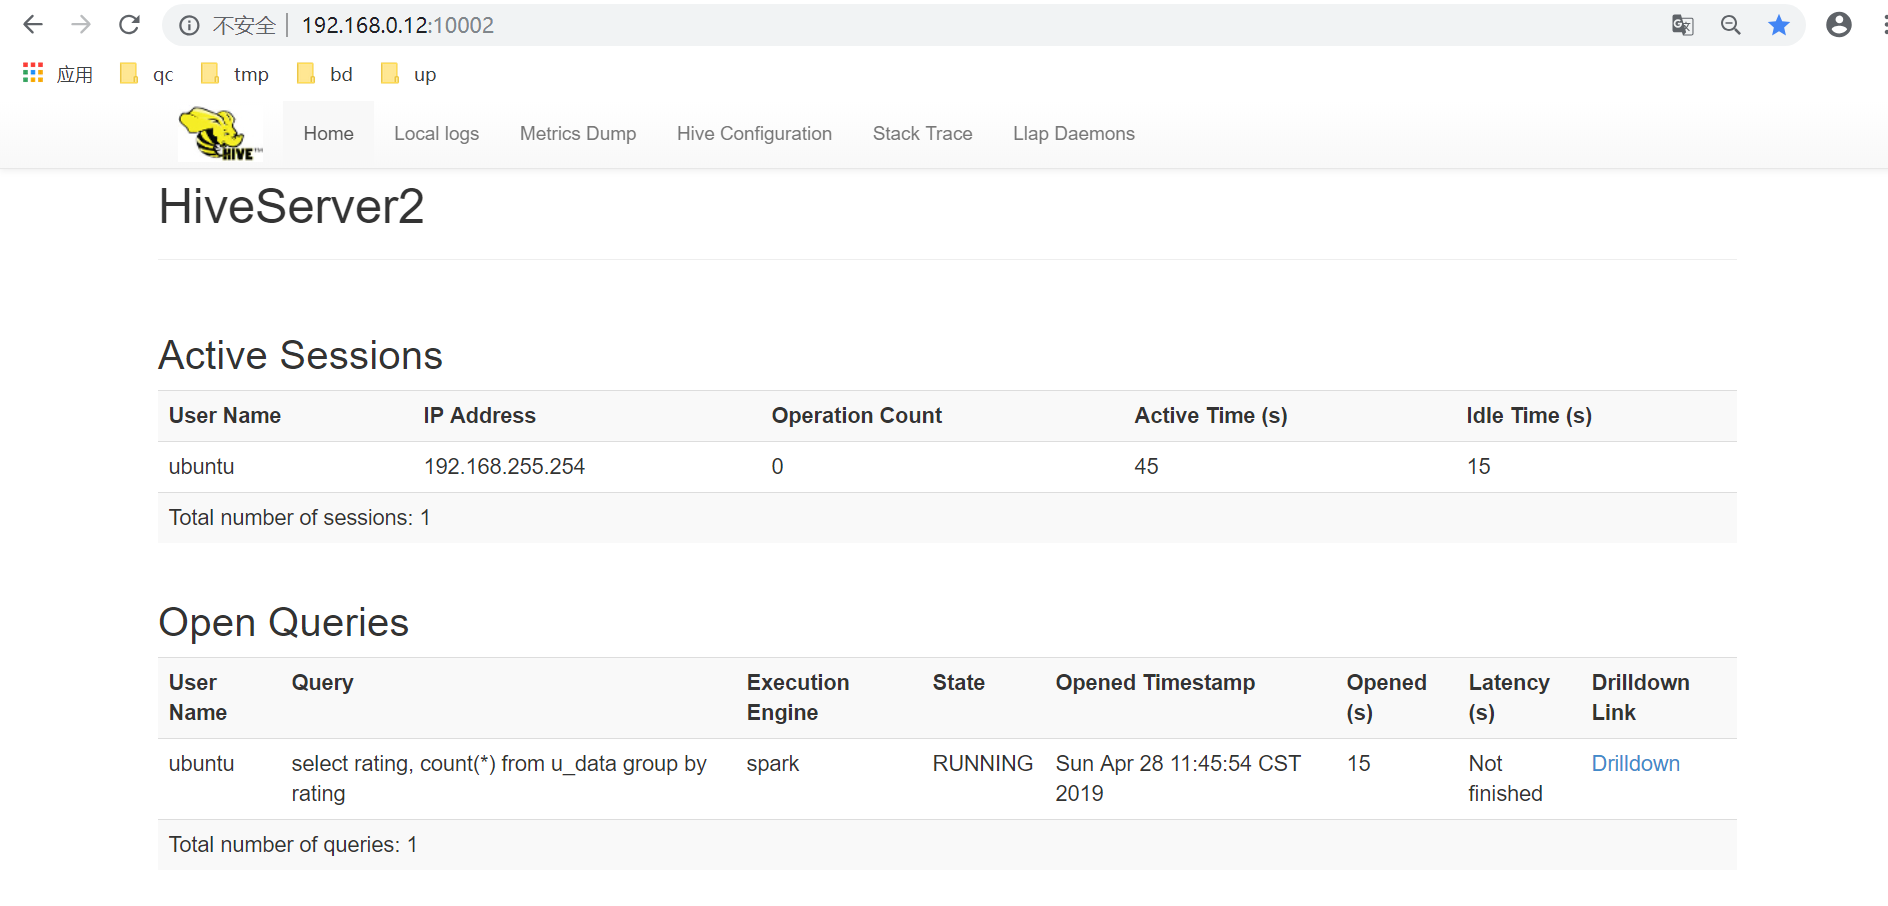 不安全 192.168.0.12:10002
应用 qc tmp bd up
HIVE™ Home Local logs Metrics Dump Hive Configuration Stack Trace Llap Daemons
HiveServer2
Active Sessions
User Name IP Address Operation Count Active Time (s) Idle Time (s)
ubuntu 192.168.255.254 0 45 15
Total number of sessions: 1
Open Queries
User Query Execution State Opened Timestamp Opened Latency Drilldown
Name Engine (s) (s) Link
ubuntu select rating, count(*) from u_data group by spark RUNNING Sun Apr 28 11:45:54 CST 15 Not Drilldown
rating 2019 finished
Total number of queries: 1